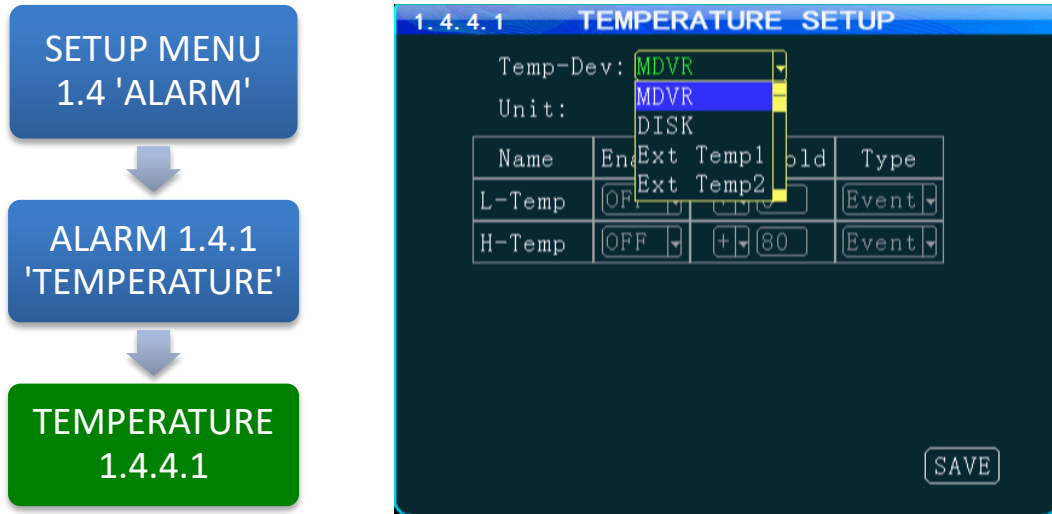 SETUP MENU
1.4 'ALARM'
ALARM 1.4.1
'TEMPERATURE'
TEMPERATURE
1.4.4.1
1.4.4.1 TEMPERATURE SETUP
Temp-Dev: MDVR
MDVR
Unit:
DISK
Ext Temp1
Ext Temp2
Name Type
L-Temp Event
H-Temp OFF + 80 Event
SAVE